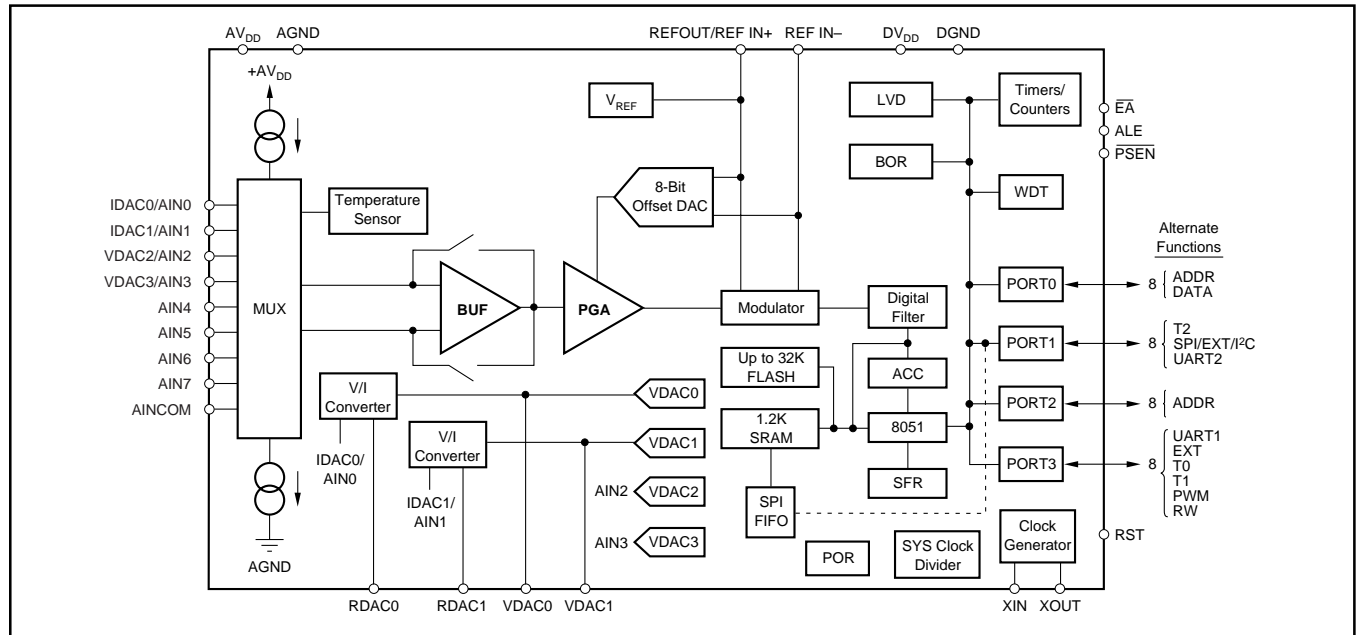 AVDD AGND REFOUT/REF IN+ REF IN– DVDD DGND
+AVDD
VREF
LVD
Timers/
Counters
EA
ALE
PSEN
BOR
8-Bit
Offset DAC
WDT
Temperature
Sensor
IDAC0/AIN0
IDAC1/AIN1
VDAC2/AIN2
VDAC3/AIN3
AIN4
AIN5
AIN6
AIN7
AINCOM
MUX
BUF
PGA
Modulator
Digital
Filter
Alternate
Functions
PORT0
8
ADDR
DATA
PORT1
8
T2
SPI/EXT/I²C
UART2
PORT2
8
ADDR
PORT3
8
UART1
EXT
T0
T1
PWM
RW
Up to 32K
FLASH
ACC
V/I
Converter
VDAC0
1.2K
SRAM
8051
V/I
Converter
VDAC1
IDAC0/
AIN0
SFR
IDAC1/
AIN1
AIN2 VDAC2
SPI
FIFO
AIN3 VDAC3
POR
SYS Clock
Divider
Clock
Generator
RST
AGND
RDAC0 RDAC1 VDAC0 VDAC1 XIN XOUT